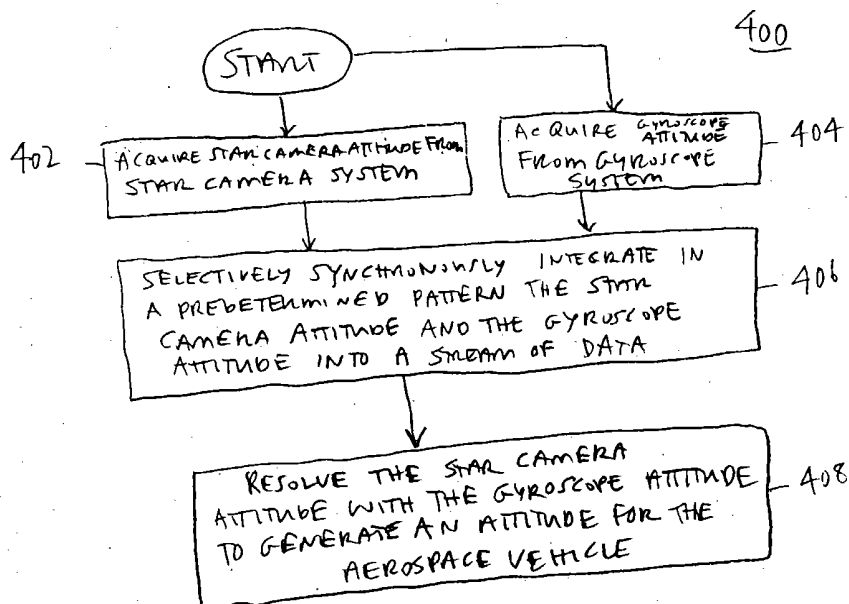 400
START
402
ACQUIRE STAR CAMERA ATTITUDE FROM
STAR CAMERA SYSTEM
ACQUIRE GYROSCOPE
ATTITUDE
FROM GYROSCOPE
SYSTEM
404
SELECTIVELY SYNCHRONOUSLY INTEGRATE IN
A PREDETERMINED PATTERN THE STAR
CAMERA ATTITUDE AND THE GYROSCOPE
ATTITUDE INTO A STREAM OF DATA
406
RESOLVE THE STAR CAMERA
ATTITUDE WITH THE GYROSCOPE ATTITUDE
TO GENERATE AN ATTITUDE FOR THE
AEROSPACE VEHICLE
408